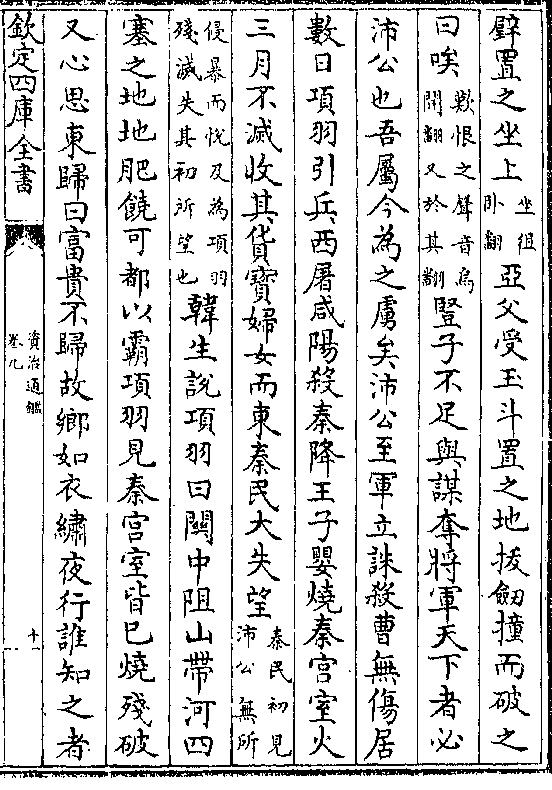 璧置之坐上坐徂卧翻亞父受玉斗置之地拔劒撞而破之
曰唉歎恨之聲音烏開翻又於其翻豎子不足與謀奪將軍天下者必
沛公也吾屬今為之虜矣沛公至軍立誅殺曹無傷居
數日項羽引兵西屠咸陽殺秦降王子嬰燒秦宫室火
三月不滅收其貨寶婦女而東秦民大失望秦民初見沛公無所
侵暴而恱及為項羽殘滅失其初所望也韓生說項羽曰關中阻山帶河四
塞之地地肥饒可都以霸項羽見秦宫室皆已燒殘破
又心思東歸曰富貴不歸故鄉如衣繡夜行誰知之者
欽定四庫全書
資治通鑑
卷九
十一